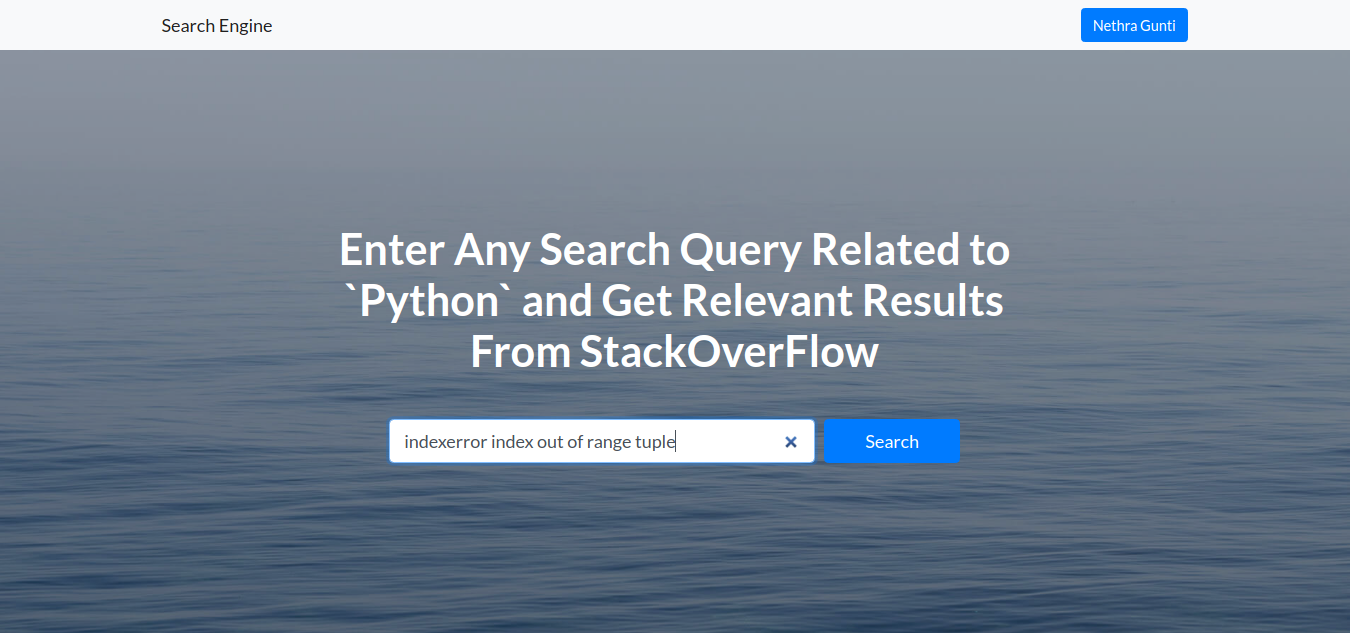 Search Engine
Nethra Gunti
Enter Any Search Query Related to
`Python` and Get Relevant Results
From StackOverFlow
indexerror index out of range tuple
Search